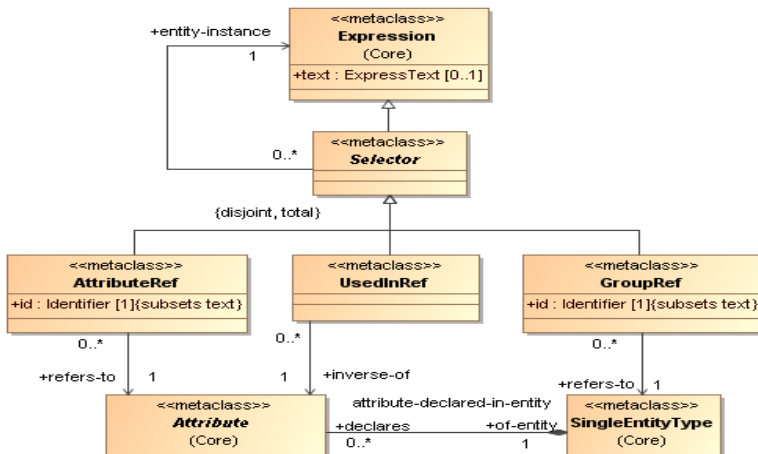 <<metaclass>>
Expression
(Core)
+text : ExpressText [0..1]
+entity-instance
1
0..*
<<metaclass>>
Selector
{disjoint, total}
<<metaclass>>
AttributeRef
+id : Identifier [1]{subsets text}
<<metaclass>>
UsedInRef
<<metaclass>>
GroupRef
+id : Identifier [1]{subsets text}
0..*
0..*
0..*
+refers-to
1
1
+inverse-of
+refers-to
1
<<metaclass>>
Attribute
(Core)
attribute-declared-in-entity
+declares
0..*
+of-entity
1
<<metaclass>>
SingleEntityType
(Core)